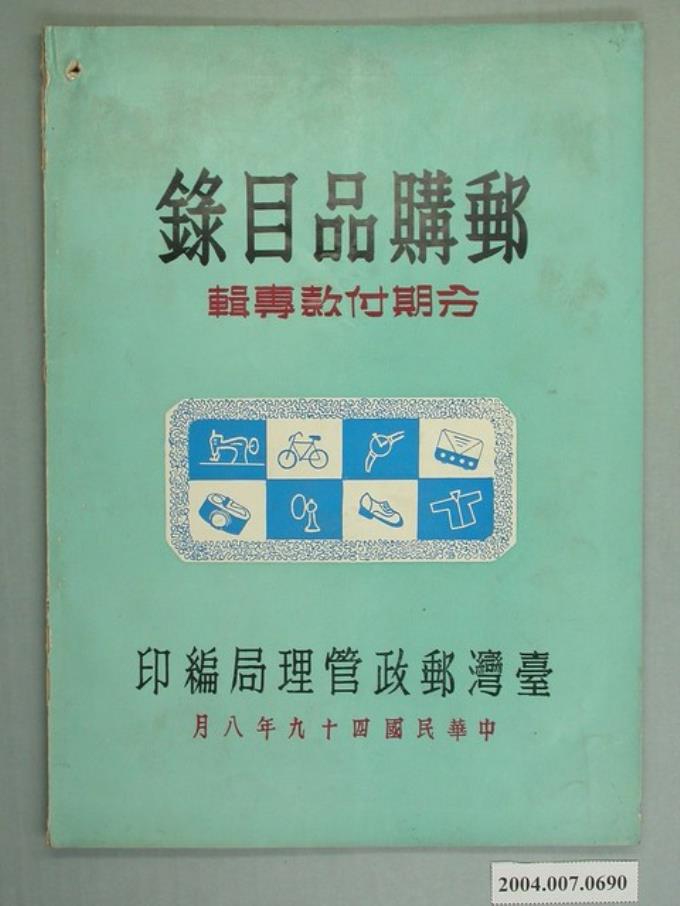 郵購品目錄
分期付款專輯
臺灣郵政管理局編印
中華民國四十九年八月
2004.007.0690